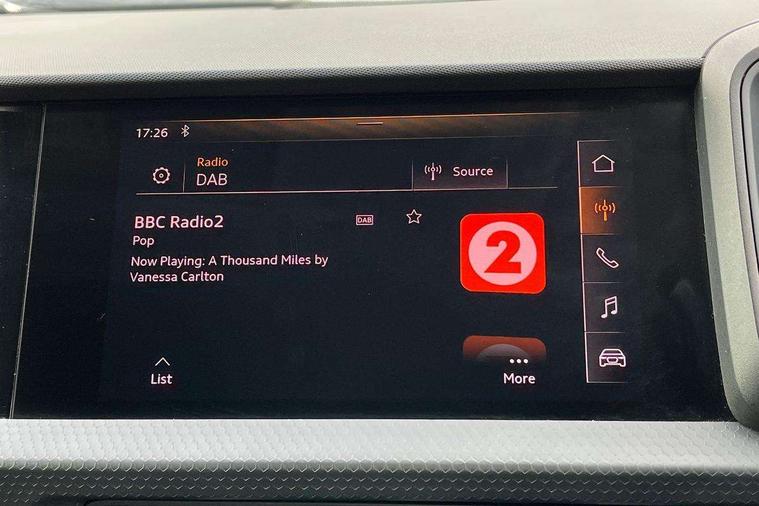 17:26
Radio
DAB
Source
BBC Radio2
DAB
Pop
Now Playing: A Thousand Miles by
Vanessa Carlton
2
List
More